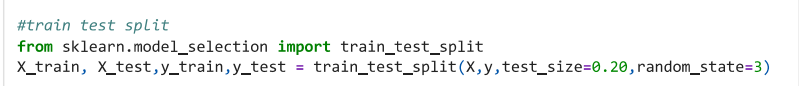 #train test split
from sklearn.model_selection import train_test_split
X_train, X_test,y_train,y_test = train_test_split(X,y,test_size=0.20,random_state=3)